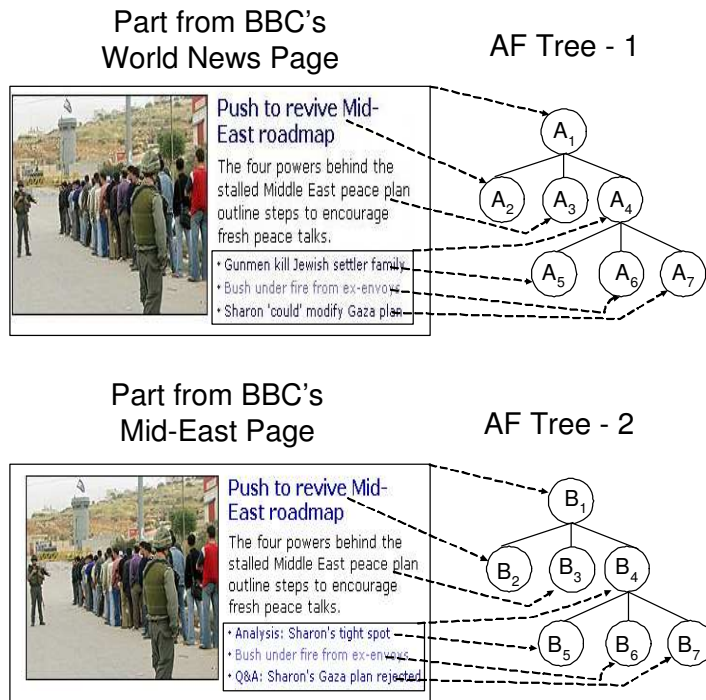 Part from BBC's
World News Page
AF Tree - 1
Push to revive Mid-
East roadmap
The four powers behind the
stalled Middle East peace plan
outline steps to encourage
fresh peace talks.
• Gunmen kill Jewish settler family
• Bush under fire from ex-envoys
• Sharon 'could' modify Gaza plan
A1
A2 A3 A4
A5 A6 A7
Part from BBC's
Mid-East Page
AF Tree - 2
Push to revive Mid-
East roadmap
The four powers behind the
stalled Middle East peace plan
outline steps to encourage
fresh peace talks.
• Analysis: Sharon's tight spot
• Bush under fire from ex-envoys
• Q&A: Sharon's Gaza plan rejected
B1
B2 B3 B4
B5 B6 B7